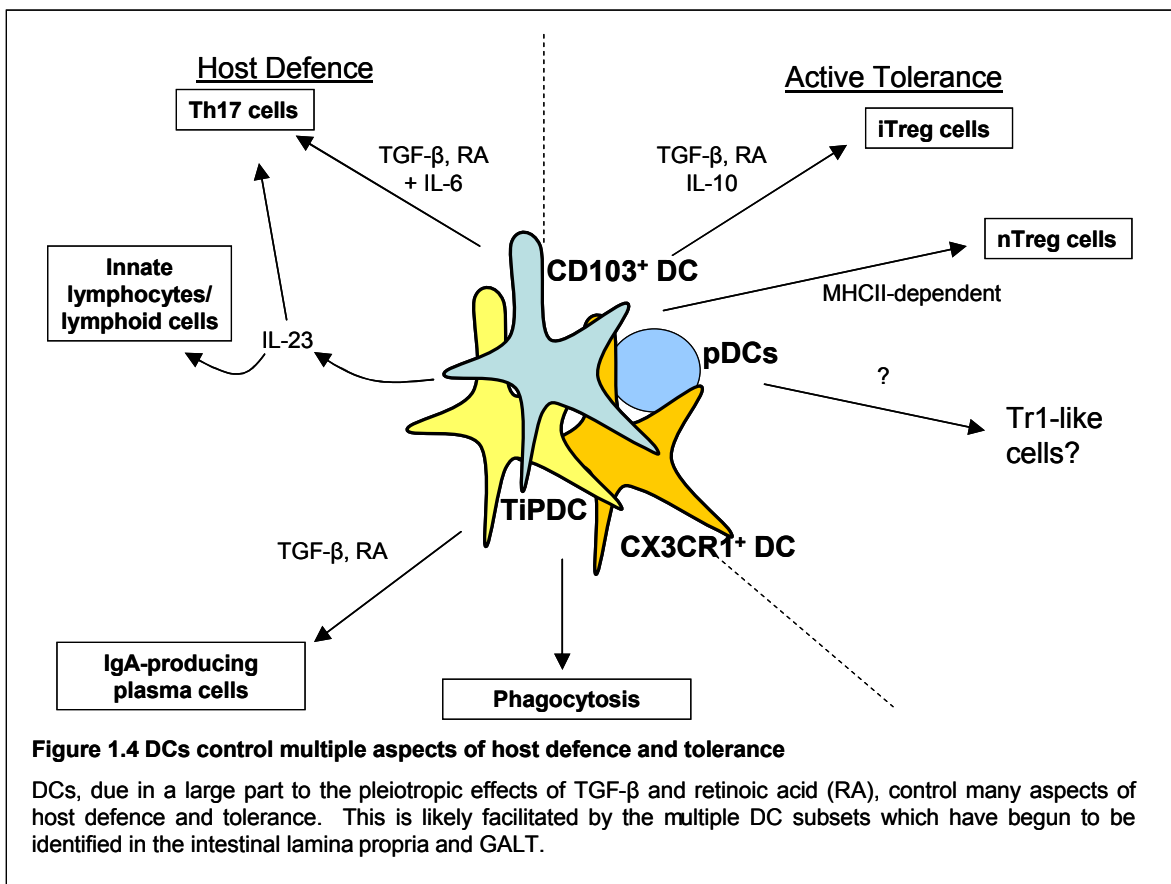 Host Defence
Active Tolerance
Th17 cells
iTreg cells
TGF-β, RA
+ IL-6
TGF-β, RA
IL-10
nTreg cells
Innate
lymphocytes/
lymphoid cells
CD103⁺ DC
MHCII-dependent
IL-23
pDCs
?
Tr1-like
cells?
TiPDC
CX3CR1⁺ DC
TGF-β, RA
IgA-producing
plasma cells
Phagocytosis
Figure 1.4 DCs control multiple aspects of host defence and tolerance
DCs, due in a large part to the pleiotropic effects of TGF-β and retinoic acid (RA), control many aspects of
host defence and tolerance. This is likely facilitated by the multiple DC subsets which have begun to be
identified in the intestinal lamina propria and GALT.